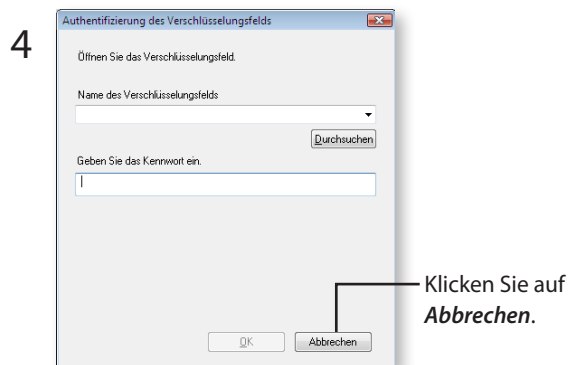 4
Authentifizierung des Verschlüsselungsfelds
Öffnen Sie das Verschlüsselungsfeld.
Name des Verschlüsselungsfelds
Durchsuchen
Geben Sie das Kennwort ein.
OK
Abbrechen
Klicken Sie auf
Abbrechen.